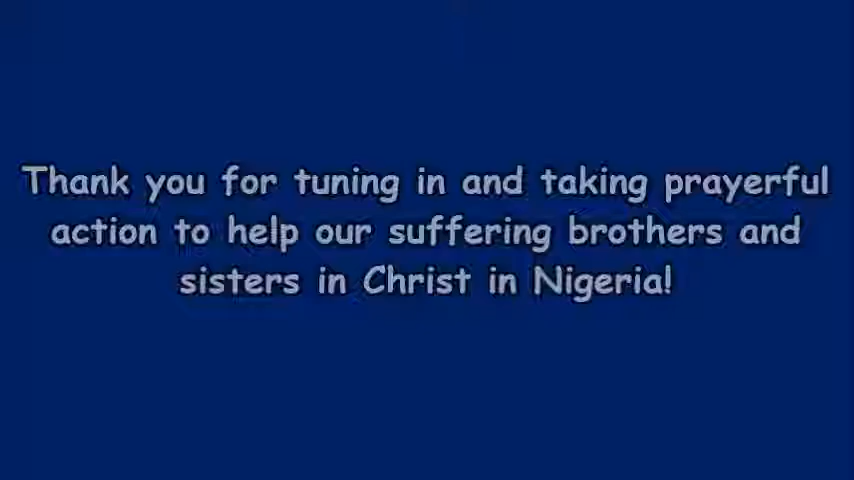 Thank you for tuning in and taking prayerful
action to help our suffering brothers and
sisters in Christ in Nigeria!